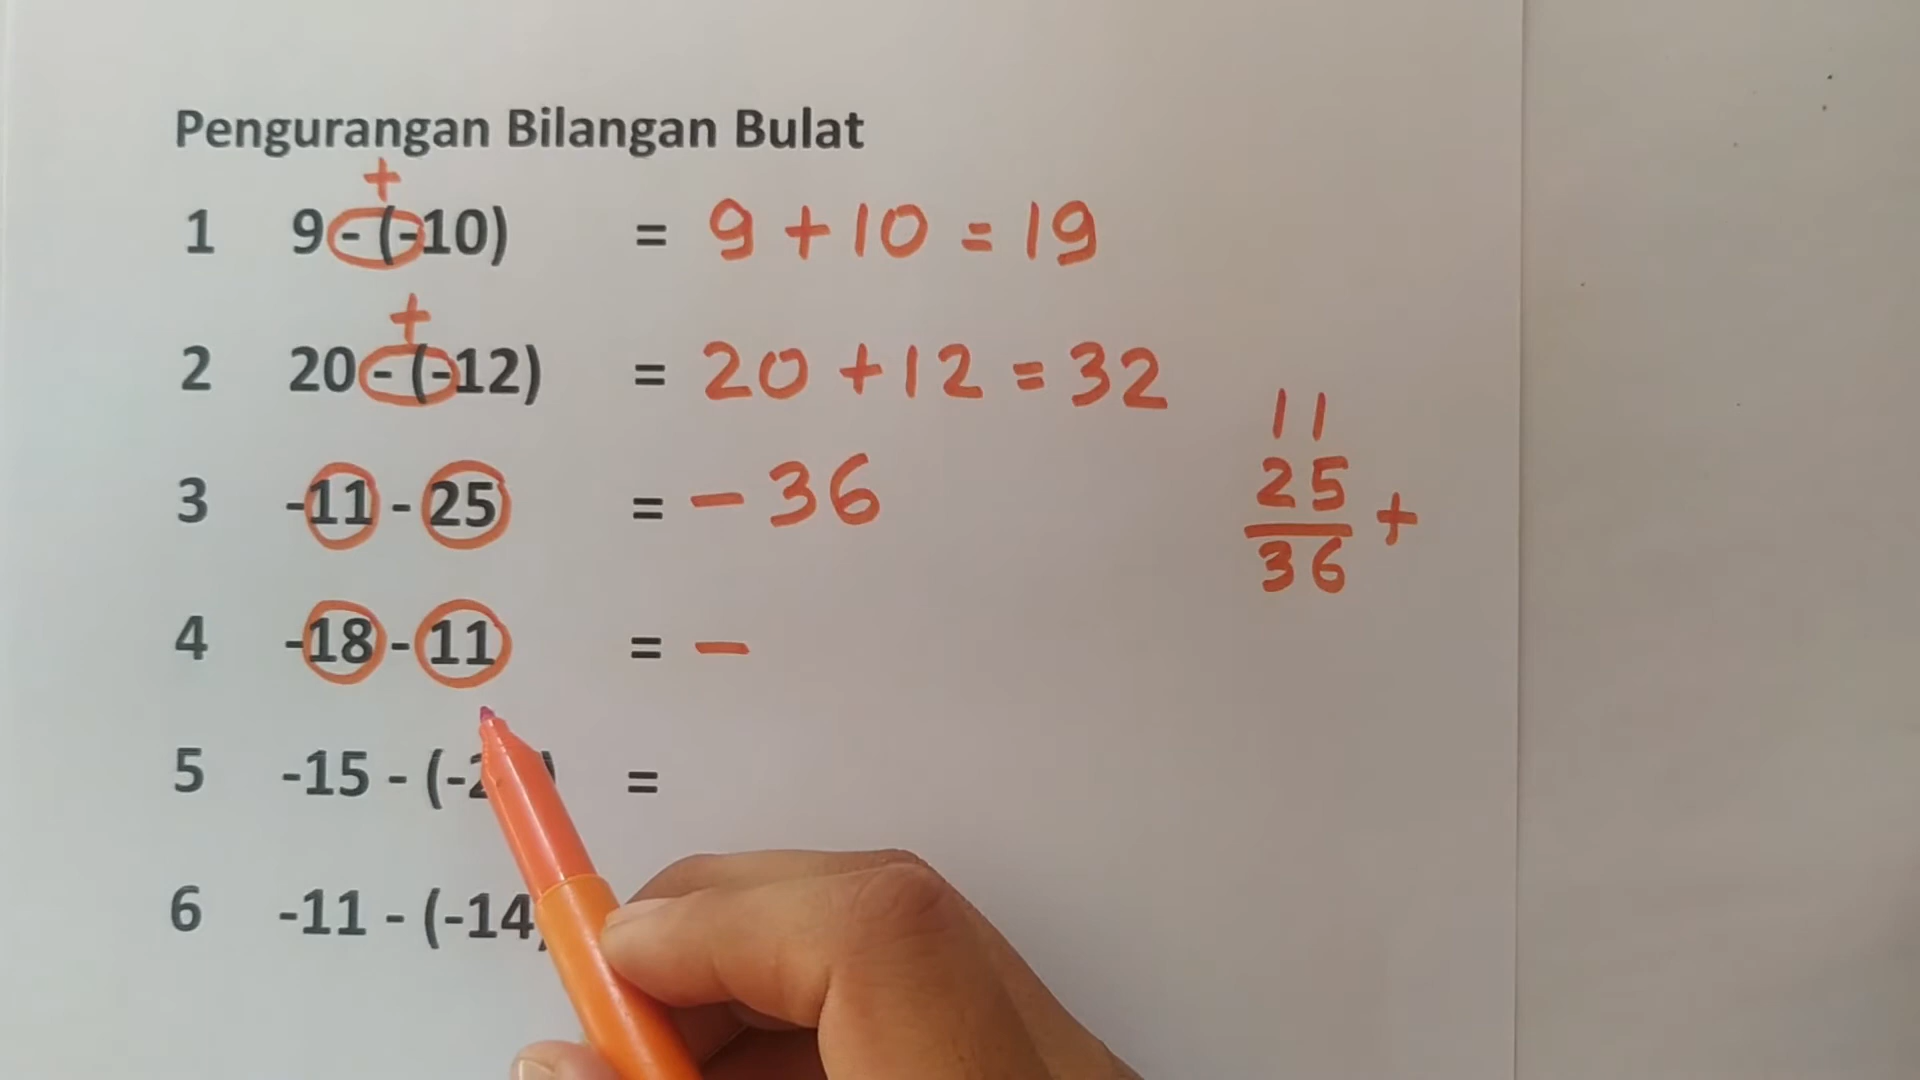 Pengurangan Bilangan Bulat
+
1 9 - (-10) = 9 + 10 = 19
+
2 20 - (-12) = 20 + 12 = 32
3 -11 - 25 = - 36
11
25 +
36
4 -18 - 11 = -
5 -15 - (- ) =
6 -11 - (-14)